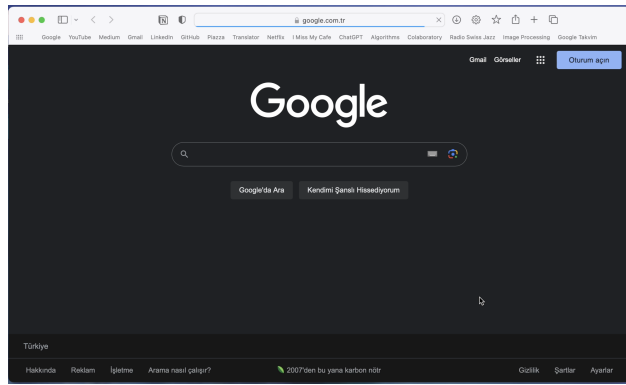 google.com.tr
Google YouTube Medium Gmail LinkedIn GitHub Piazza Translator Netflix I Miss My Cafe ChatGPT Algorithms Colaboratory Radio Swiss Jazz Image Processing Google Takvim
Gmail Görseller Oturum açın
Google
Google'da Ara Kendimi Şanslı Hissediyorum
Türkiye
Hakkında Reklam İşletme Arama nasıl çalışır? 2007'den bu yana karbon nötr Gizlilik Şartlar Ayarlar